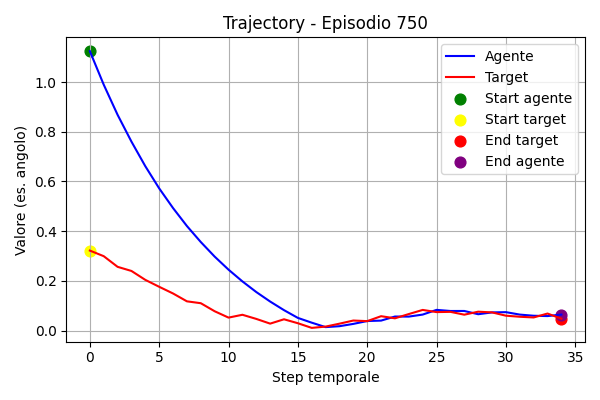 Trajectory - Episodio 750
Valore (es. angolo)
1.0
0.8
0.6
0.4
0.2
0.0
Agente
Target
Start agente
Start target
End target
End agente
0 5 10 15 20 25 30 35
Step temporale